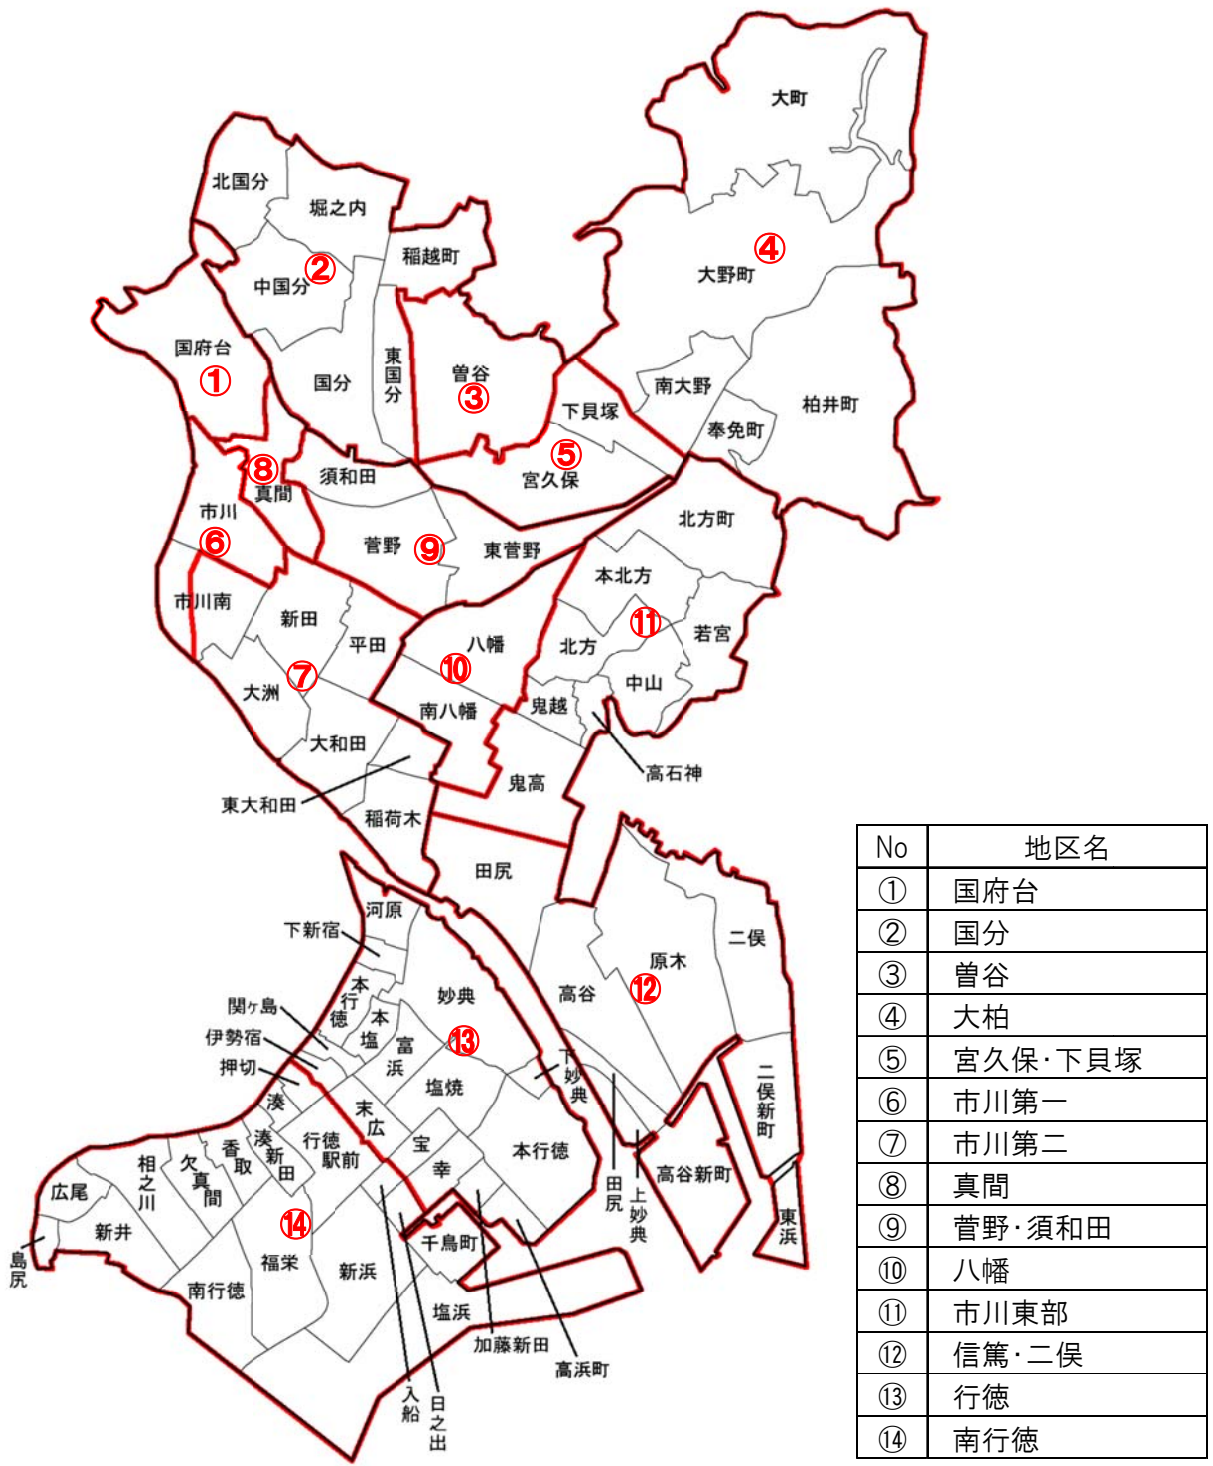 大町
北国分
堀之内
稲越町
④
大野町
②
中国分
国府台
①
国分
東国分
曽谷
③
下貝塚
南大野
奉免町
柏井町
⑤
宮久保
⑧
真間
須和田
市川
⑥
菅野
⑨
東菅野
北方町
本北方
⑪
若宮
北方
中山
市川南
新田
平田
八幡
⑩
⑦
大洲
南八幡
鬼越
大和田
高石神
鬼高
東大和田
稲荷木
田尻
河原
下新宿
本行徳
妙典
関ヶ島
本塩
伊勢宿
富浜
⑬
押切
塩焼
下妙典
高谷
原木
⑫
二俣
湊
末広
行徳駅前
宝
幸
本行徳
田尻
上妙典
高谷新町
二俣新町
東浜
広尾
相之川
欠真間
香取
湊新田
新井
島尻
⑭
福栄
南行徳
新浜
千鳥町
塩浜
加藤新田
高浜町
入船
日之出
No 地区名
① 国府台
② 国分
③ 曽谷
④ 大柏
⑤ 宮久保・下貝塚
⑥ 市川第一
⑦ 市川第二
⑧ 真間
⑨ 菅野・須和田
⑩ 八幡
⑪ 市川東部
⑫ 信篤・二俣
⑬ 行徳
⑭ 南行徳